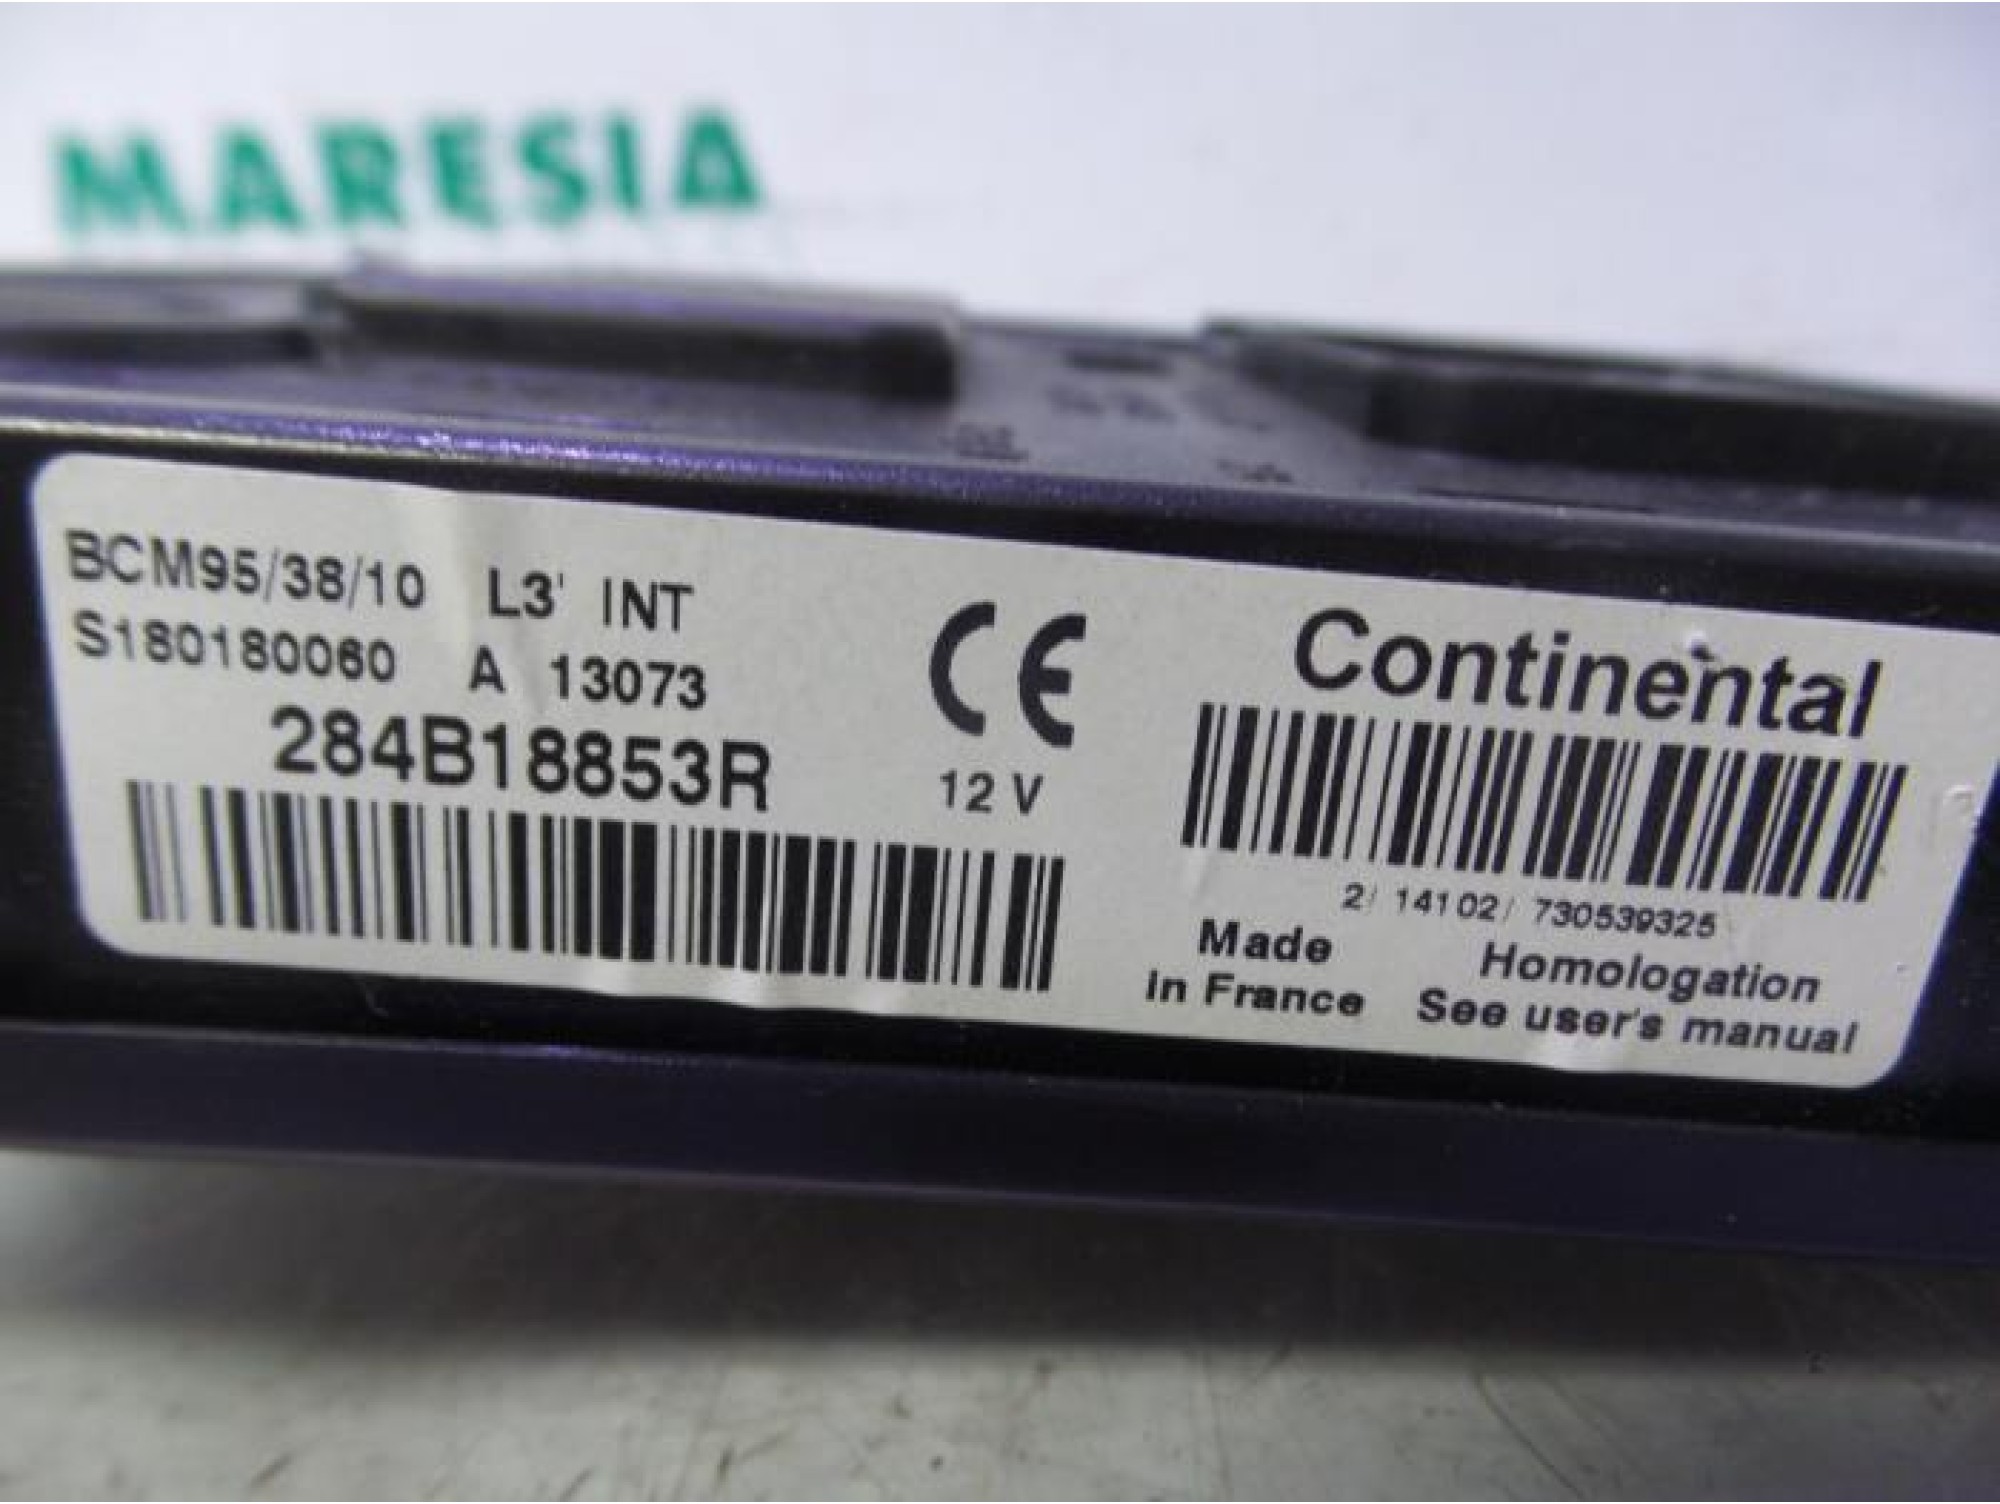 MARESIA
BCM95/38/10 L3' INT
S180180060 A 13073
284B18853R
CE
12 V
Continental
2/ 14102/ 730539325
Made
in France
Homologation
See user's manual